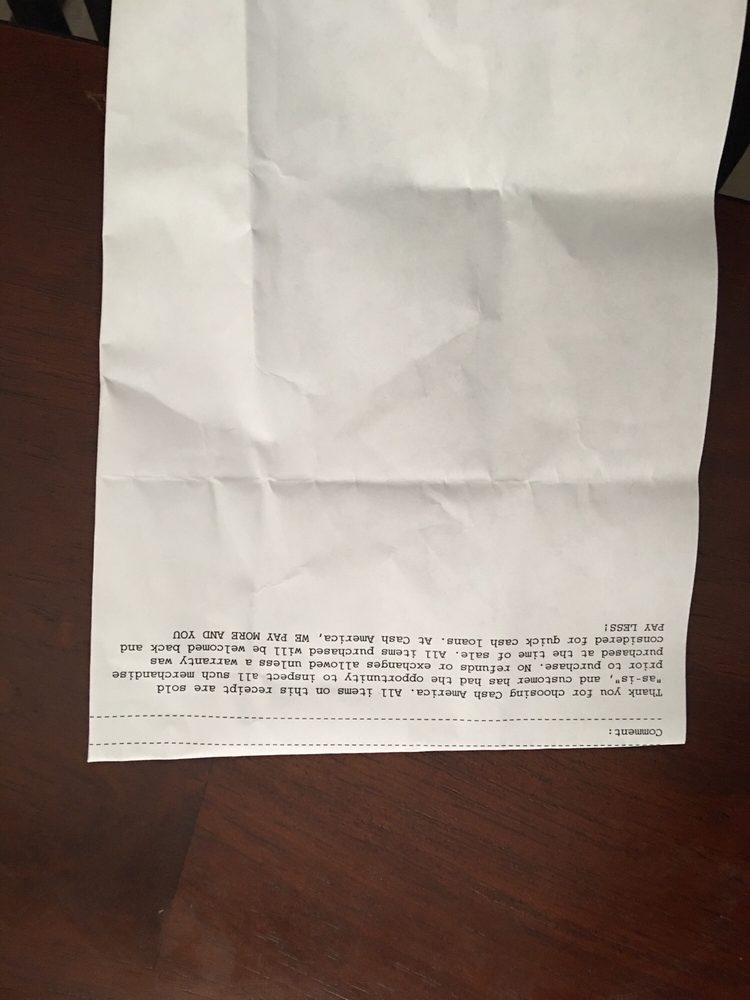 Comment:
Thank you for choosing Cash America. All items on this receipt are sold
"as-is", and customer has had the opportunity to inspect all such merchandise
prior to purchase. No refunds or exchanges allowed unless a warranty was
purchased at the time of sale. All items purchased will be welcomed back and
considered for quick cash loans. At Cash America, WE PAY MORE AND YOU
PAY LESS!